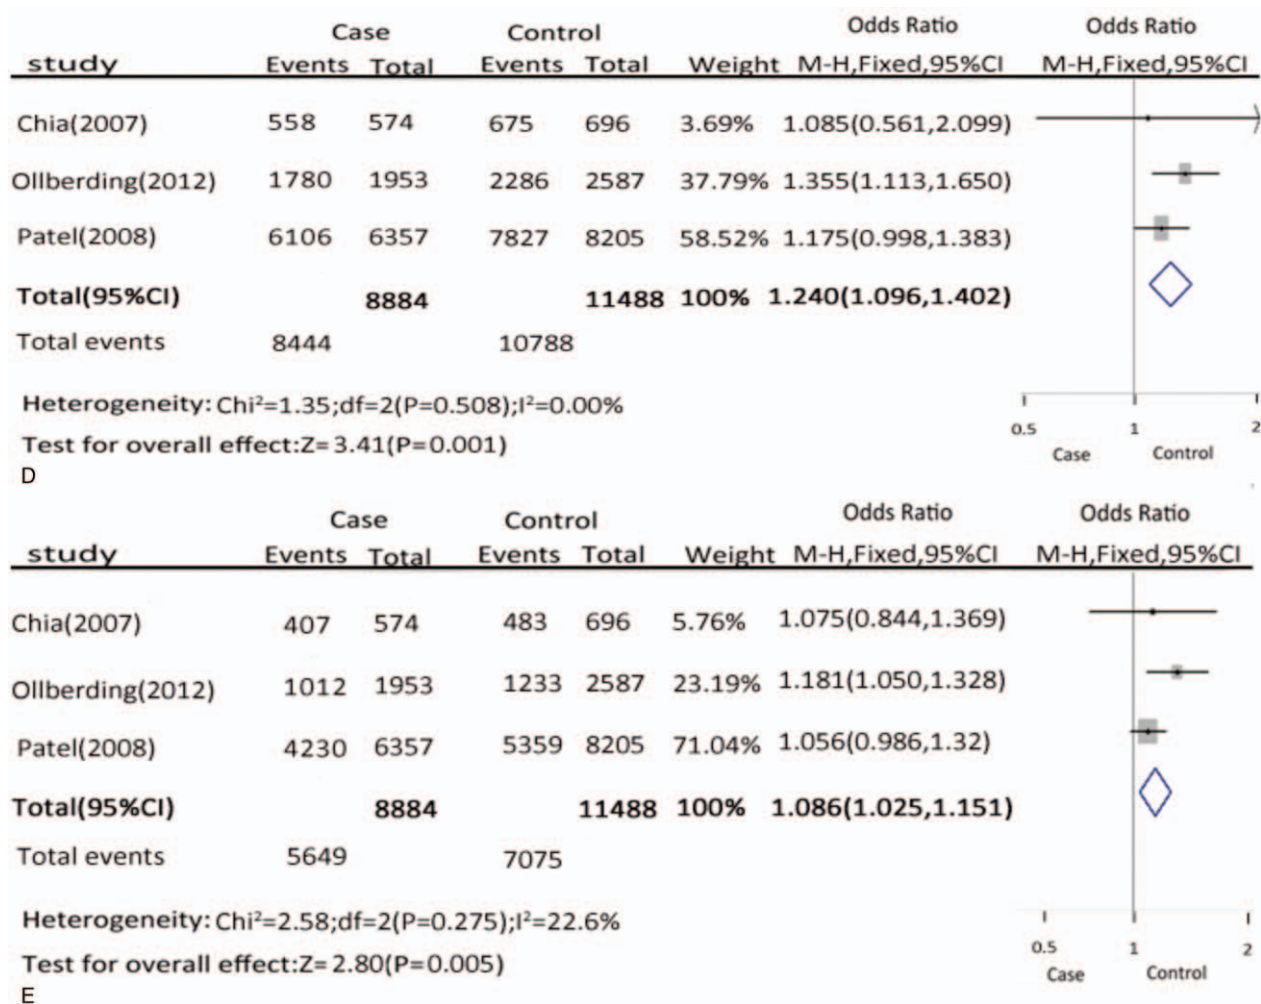 Case Control Odds Ratio Odds Ratio
study Events Total Events Total Weight M-H,Fixed,95%CI M-H,Fixed,95%CI
Chia(2007) 558 574 675 696 3.69% 1.085(0.561,2.099)
Ollberding(2012) 1780 1953 2286 2587 37.79% 1.355(1.113,1.650)
Patel(2008) 6106 6357 7827 8205 58.52% 1.175(0.998,1.383)
Total(95%CI) 8884 11488 100% 1.240(1.096,1.402)
Total events 8444 10788
Heterogeneity: Chi²=1.35;df=2(P=0.508);I²=0.00%
Test for overall effect:Z=3.41(P=0.001)
0.5 1 2
Case Control
D
Case Control Odds Ratio Odds Ratio
study Events Total Events Total Weight M-H,Fixed,95%CI M-H,Fixed,95%CI
Chia(2007) 407 574 483 696 5.76% 1.075(0.844,1.369)
Ollberding(2012) 1012 1953 1233 2587 23.19% 1.181(1.050,1.328)
Patel(2008) 4230 6357 5359 8205 71.04% 1.056(0.986,1.32)
Total(95%CI) 8884 11488 100% 1.086(1.025,1.151)
Total events 5649 7075
Heterogeneity: Chi²=2.58;df=2(P=0.275);I²=22.6%
Test for overall effect:Z=2.80(P=0.005)
0.5 1 2
Case Control
E